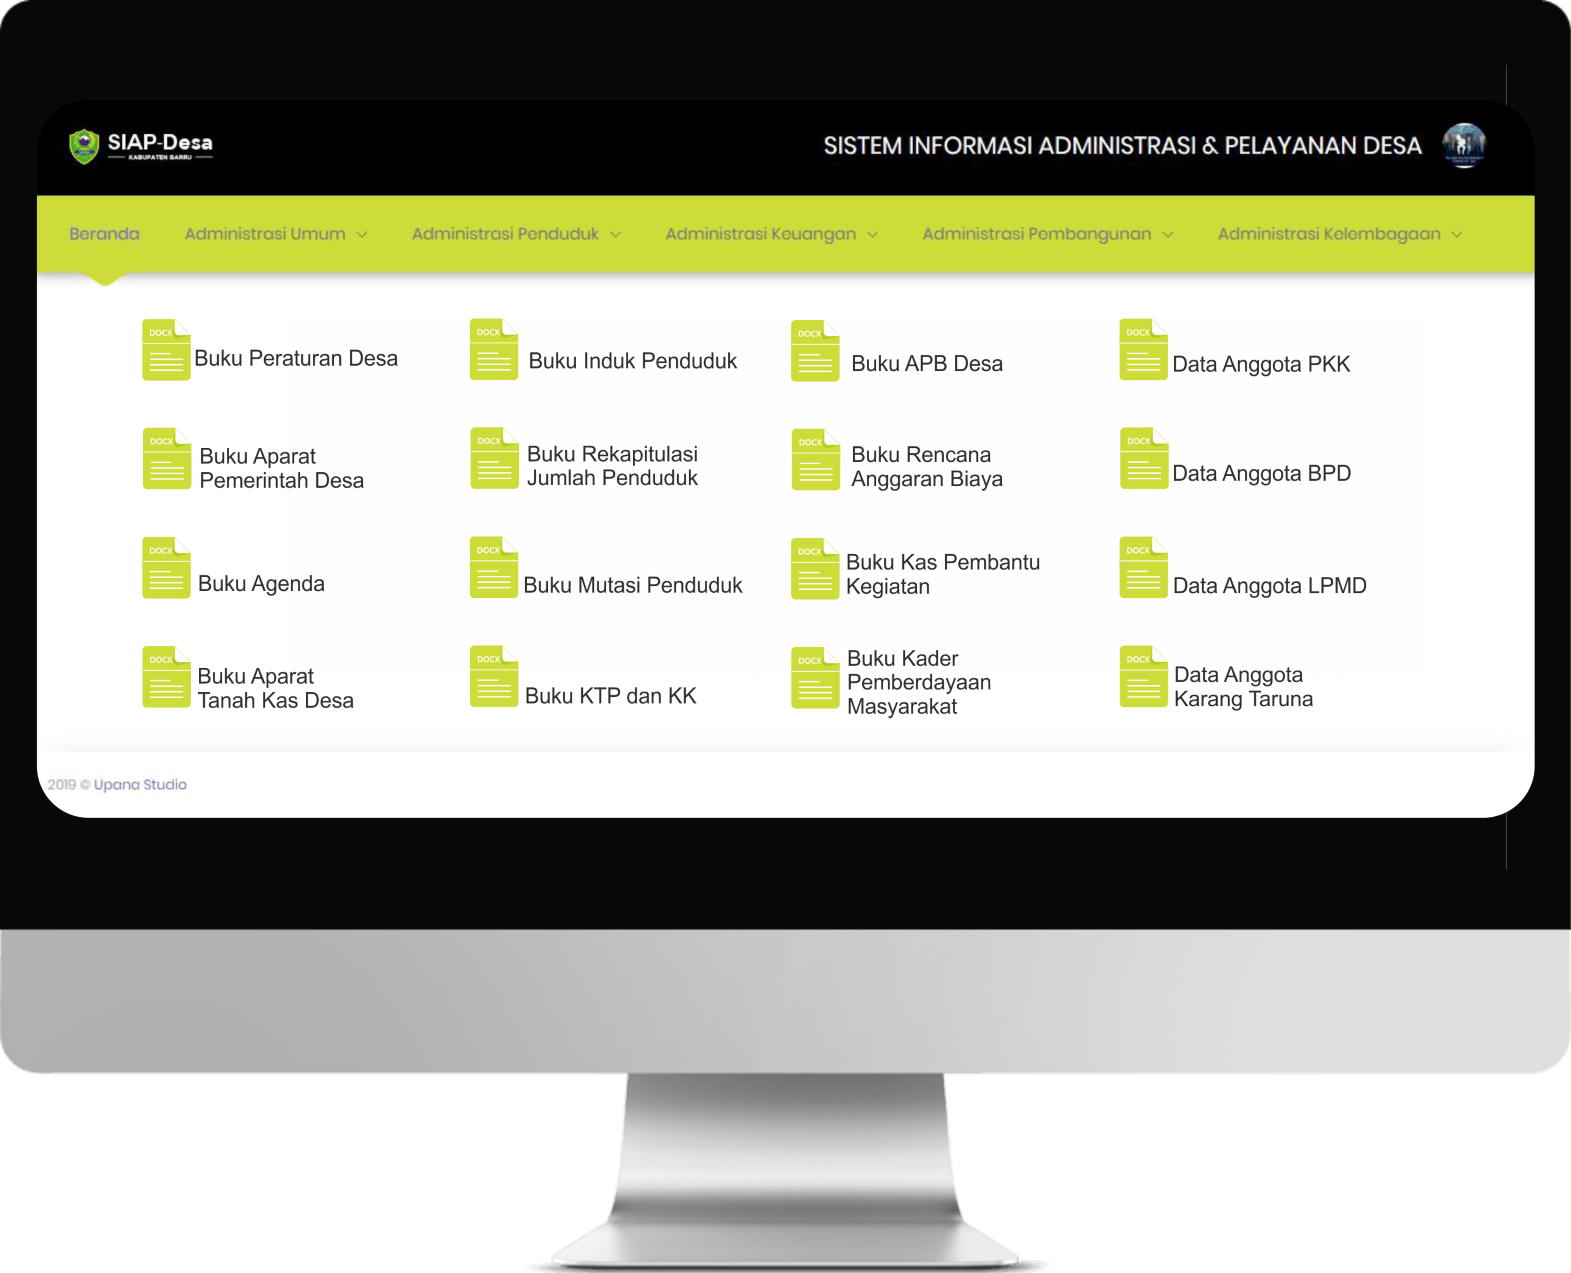 SIAP-Desa
KABUPATEN BARRU
SISTEM INFORMASI ADMINISTRASI & PELAYANAN DESA
Beranda
Administrasi Umum
Administrasi Penduduk
Administrasi Keuangan
Administrasi Pembangunan
Administrasi Kelembagaan
DOCX
Buku Peraturan Desa
DOCX
Buku Induk Penduduk
DOCX
Buku APB Desa
DOCX
Data Anggota PKK
DOCX
Buku Aparat
Pemerintah Desa
DOCX
Buku Rekapitulasi
Jumlah Penduduk
DOCX
Buku Rencana
Anggaran Biaya
DOCX
Data Anggota BPD
DOCX
Buku Agenda
DOCX
Buku Mutasi Penduduk
DOCX
Buku Kas Pembantu
Kegiatan
DOCX
Data Anggota LPMD
DOCX
Buku Aparat
Tanah Kas Desa
DOCX
Buku KTP dan KK
DOCX
Buku Kader
Pemberdayaan
Masyarakat
DOCX
Data Anggota
Karang Taruna
2019 © Upana Studio